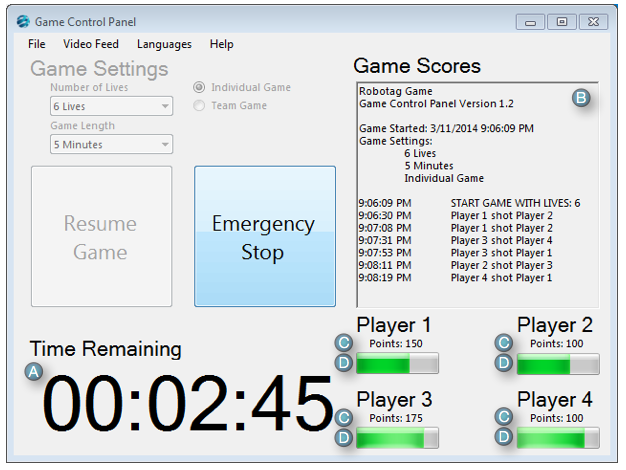 Game Control Panel
File Video Feed Languages Help
Game Settings
Number of Lives
6 Lives
Individual Game
Team Game
Game Length
5 Minutes
Resume
Game
Emergency
Stop
Game Scores
B
Robotag Game
Game Control Panel Version 1.2
Game Started: 3/11/2014 9:06:09 PM
Game Settings:
6 Lives
5 Minutes
Individual Game
9:06:09 PM START GAME WITH LIVES: 6
9:06:30 PM Player 1 shot Player 2
9:07:08 PM Player 2 shot Player 1
9:07:31 PM Player 3 shot Player 4
9:07:53 PM Player 3 shot Player 1
9:08:11 PM Player 2 shot Player 3
9:08:19 PM Player 4 shot Player 1
Time Remaining
A
00:02:45
Player 1
C Points: 150
D
Player 2
C Points: 100
D
Player 3
C Points: 175
D
Player 4
C Points: 100
D